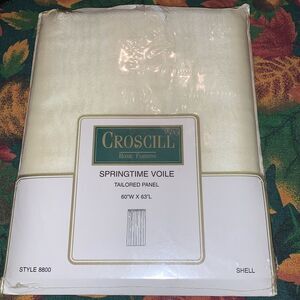 CROSCILL
HOME FASHIONS
SPRINGTIME VOILE
TAILORED PANEL
60"W X 63"L
STYLE 8800
SHELL